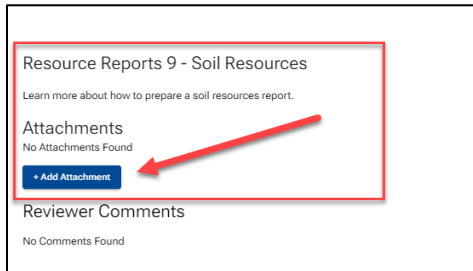 Resource Reports 9 - Soil Resources
Learn more about how to prepare a soil resources report.
Attachments
No Attachments Found
+ Add Attachment
Reviewer Comments
No Comments Found